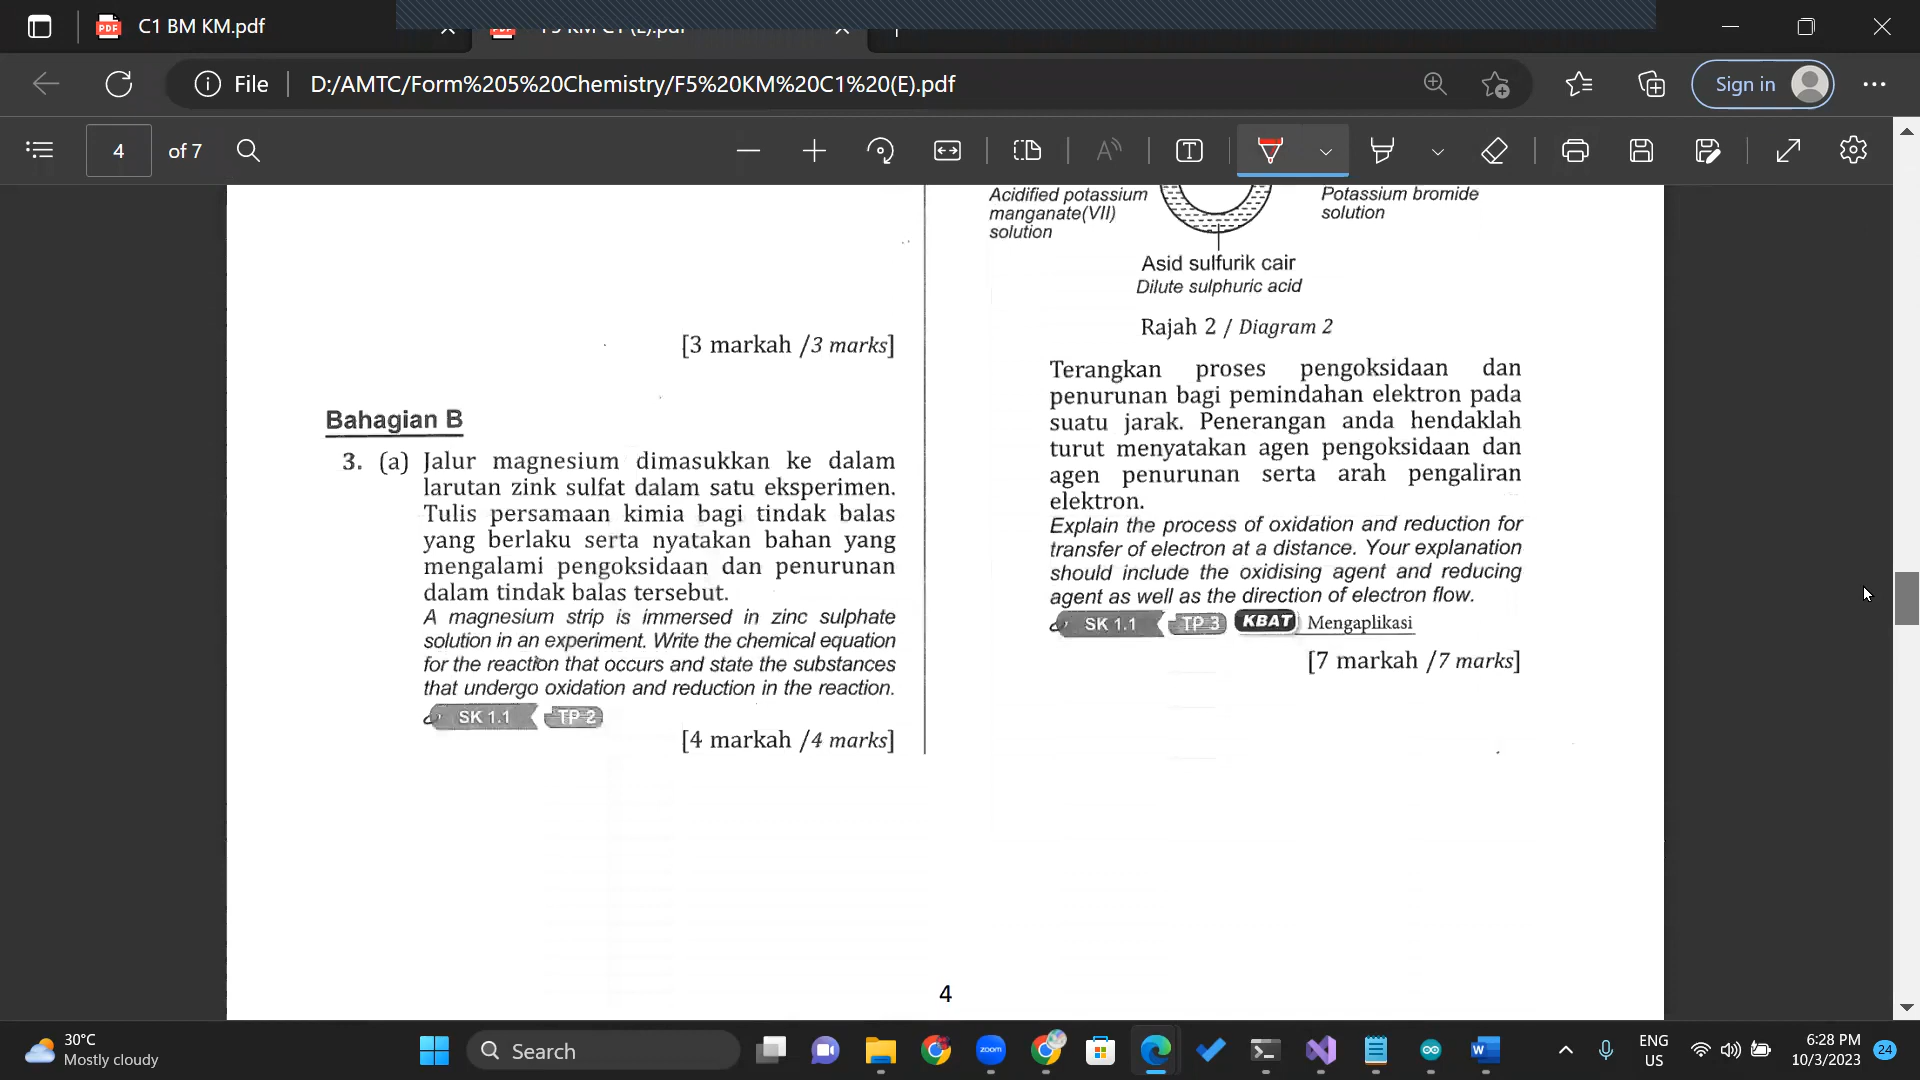 C1 BM KM.pdf
F5 KM C1 (E).pdf
File
D:/AMTC/Form%205%20Chemistry/F5%20KM%20C1%20(E).pdf
Sign in
4
of 7
[3 markah /3 marks]
Bahagian B
3. (a) Jalur magnesium dimasukkan ke dalam
larutan zink sulfat dalam satu eksperimen.
Tulis persamaan kimia bagi tindak balas
yang berlaku serta nyatakan bahan yang
mengalami pengoksidaan dan penurunan
dalam tindak balas tersebut.
A magnesium strip is immersed in zinc sulphate
solution in an experiment. Write the chemical equation
for the reaction that occurs and state the substances
that undergo oxidation and reduction in the reaction.
SK 1.1 TP 2
[4 markah /4 marks]
Acidified potassium
manganate(VII)
solution
Potassium bromide
solution
Asid sulfurik cair
Dilute sulphuric acid
Rajah 2 / Diagram 2
Terangkan proses pengoksidaan dan
penurunan bagi pemindahan elektron pada
suatu jarak. Penerangan anda hendaklah
turut menyatakan agen pengoksidaan dan
agen penurunan serta arah pengaliran
elektron.
Explain the process of oxidation and reduction for
transfer of electron at a distance. Your explanation
should include the oxidising agent and reducing
agent as well as the direction of electron flow.
SK 1.1 TP 3 KBAT Mengaplikasi
[7 markah /7 marks]
4
30°C
Mostly cloudy
Search
zoom
ENG
US
6:28 PM
10/3/2023
24